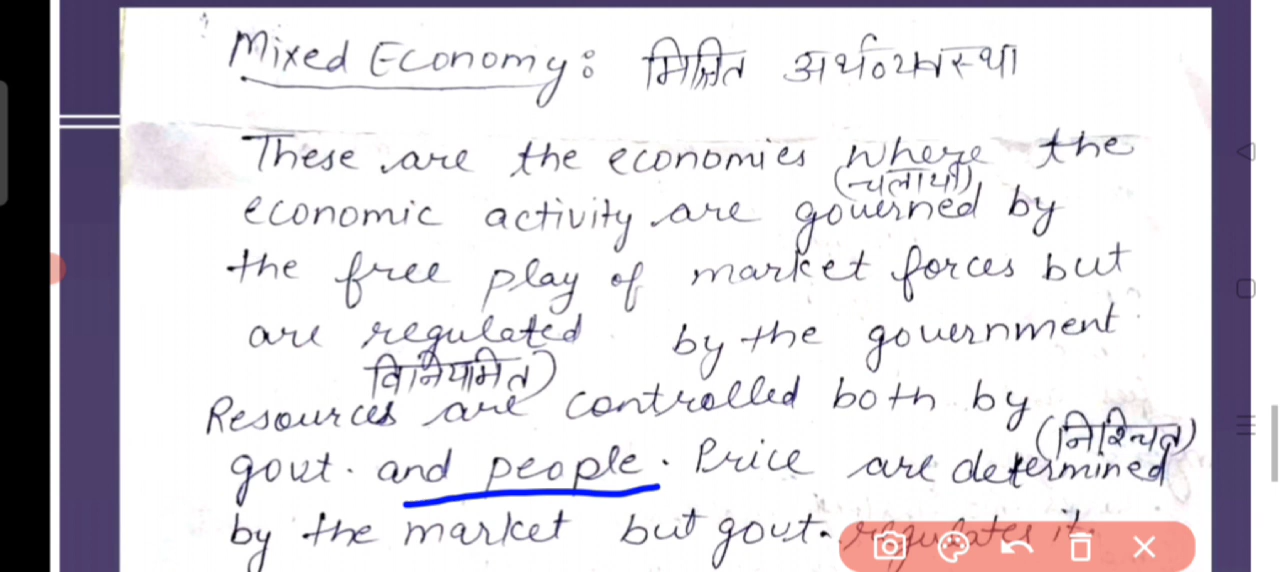 Mixed Economy: मिश्रित अर्थव्यवस्था
These are the economies where the
(चलायी)
economic activity are governed by
the free play of market forces but
are regulated by the government
विनियमित)
Resources are controlled both by
(निश्चित)
govt. and people. Price are determined
by the market but govt. regulates it.